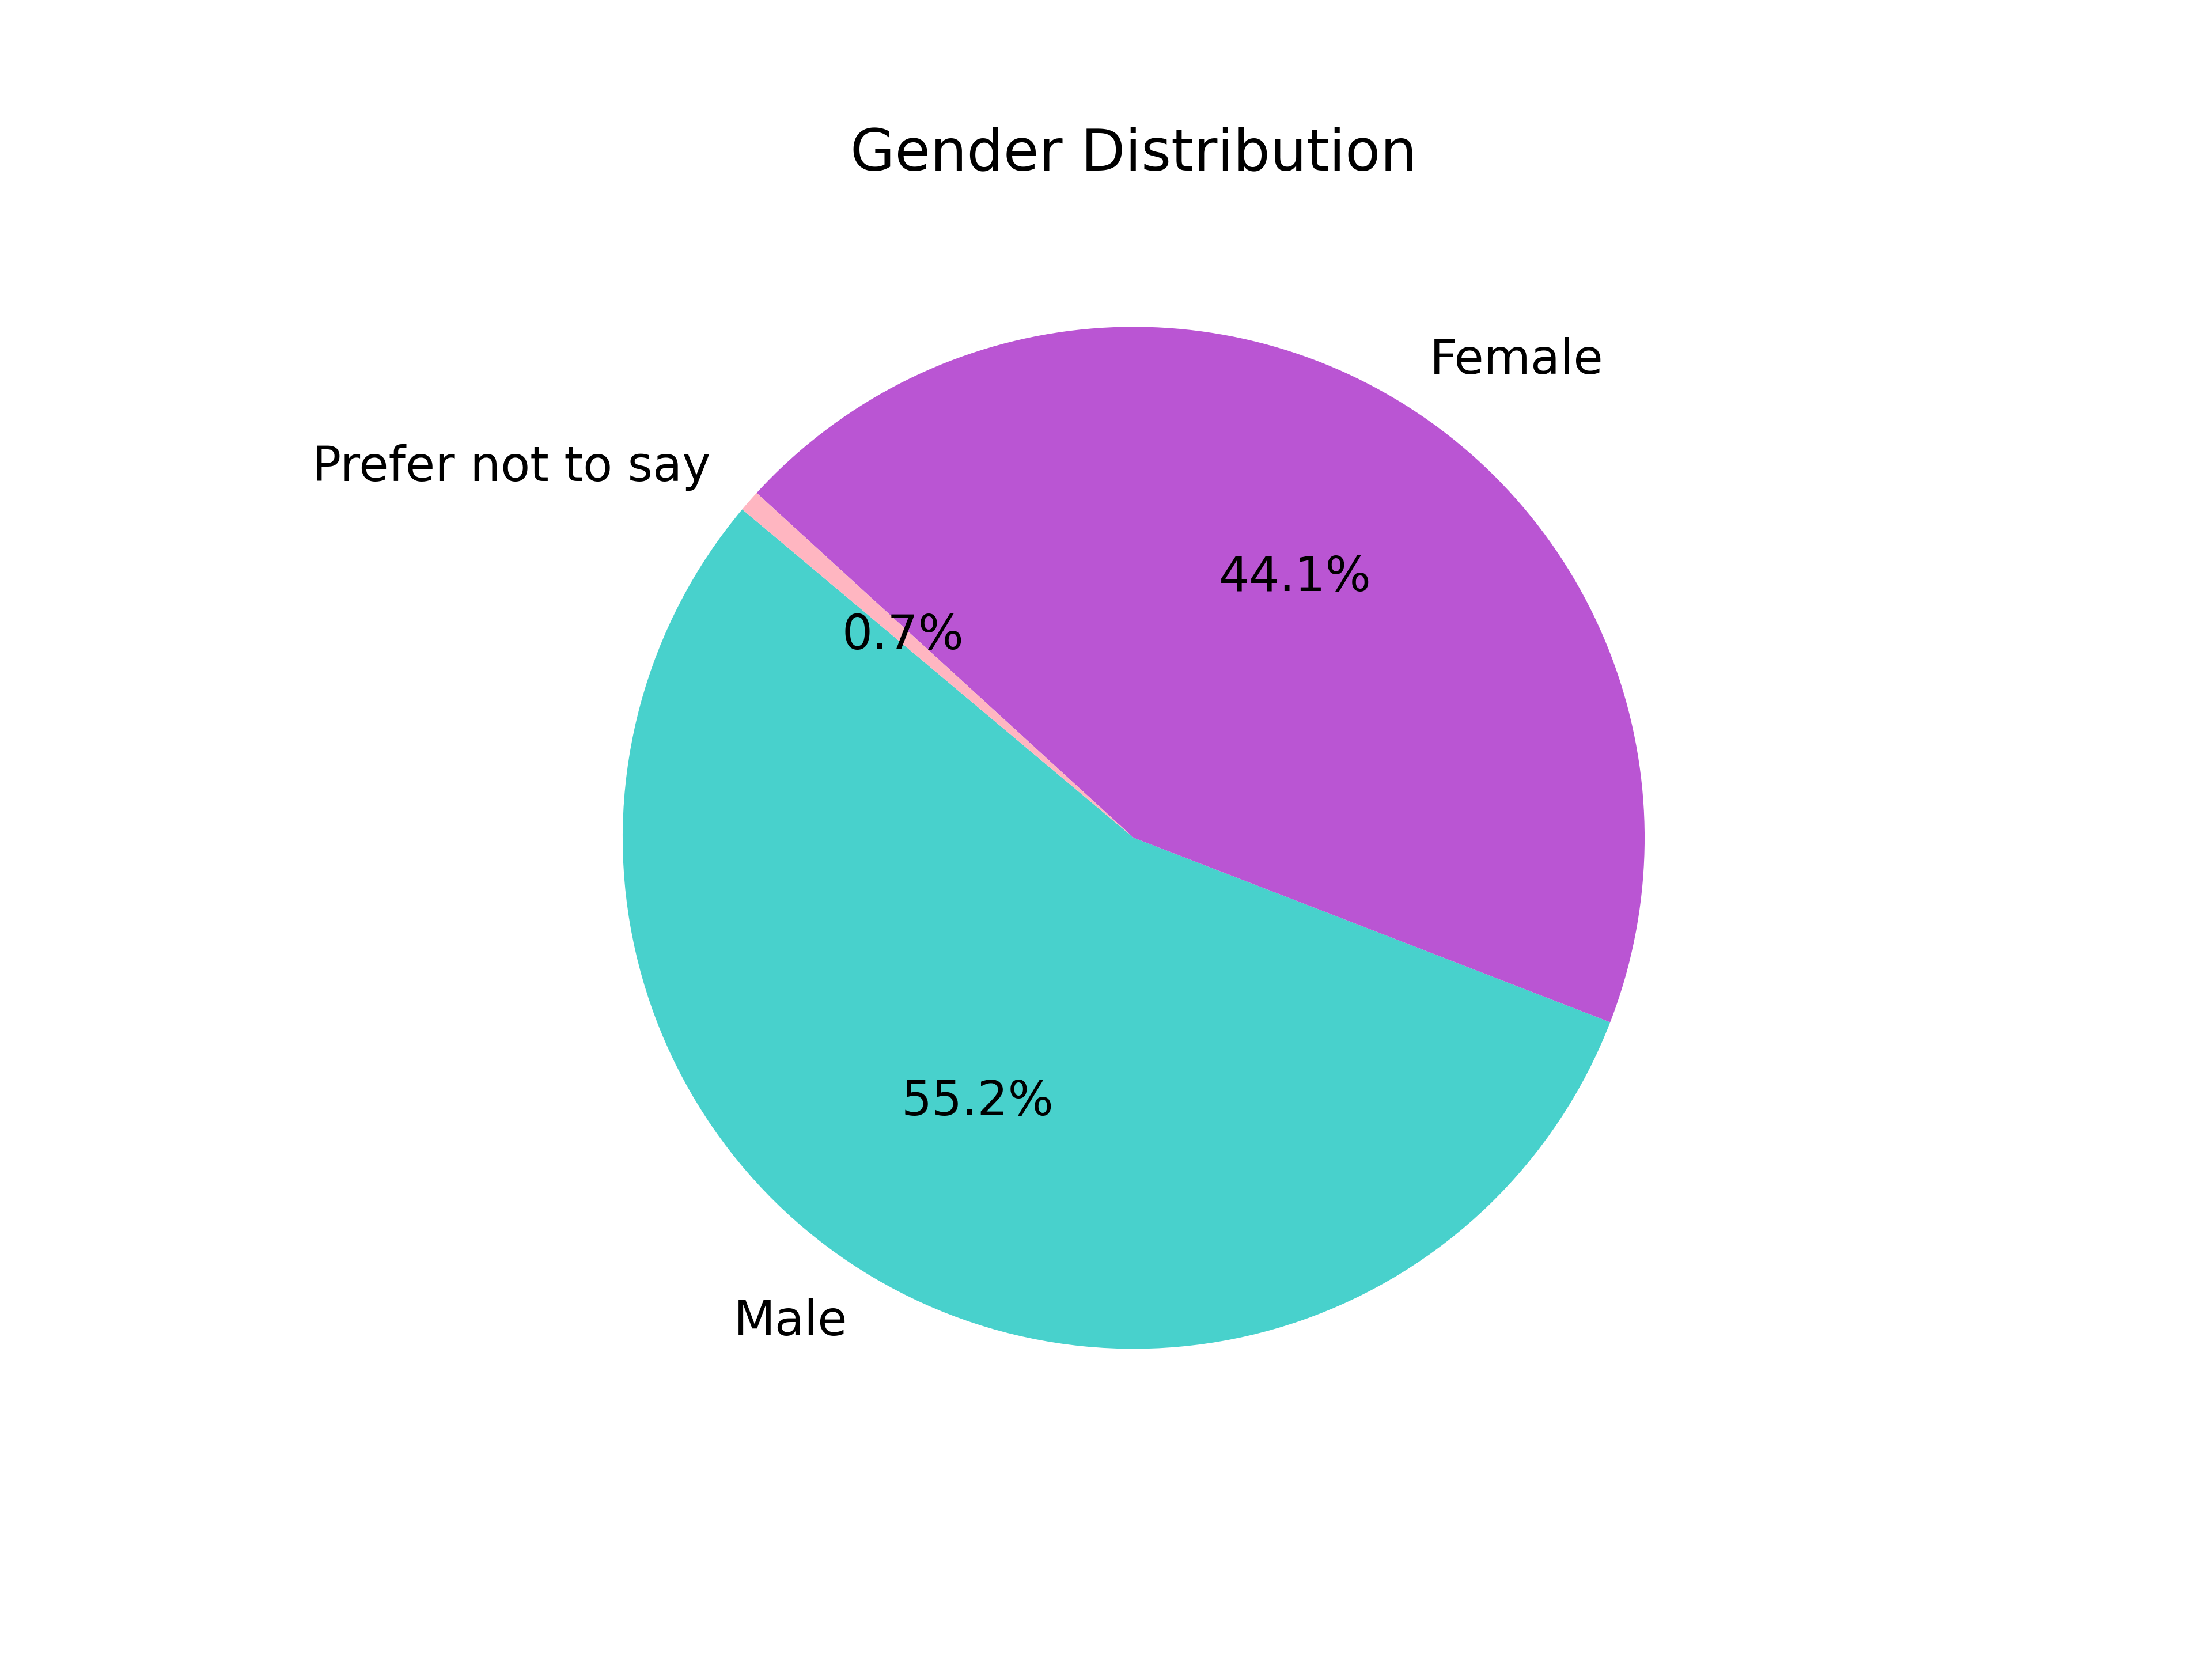 Gender Distribution
Female
Prefer not to say
44.1%
0.7%
55.2%
Male